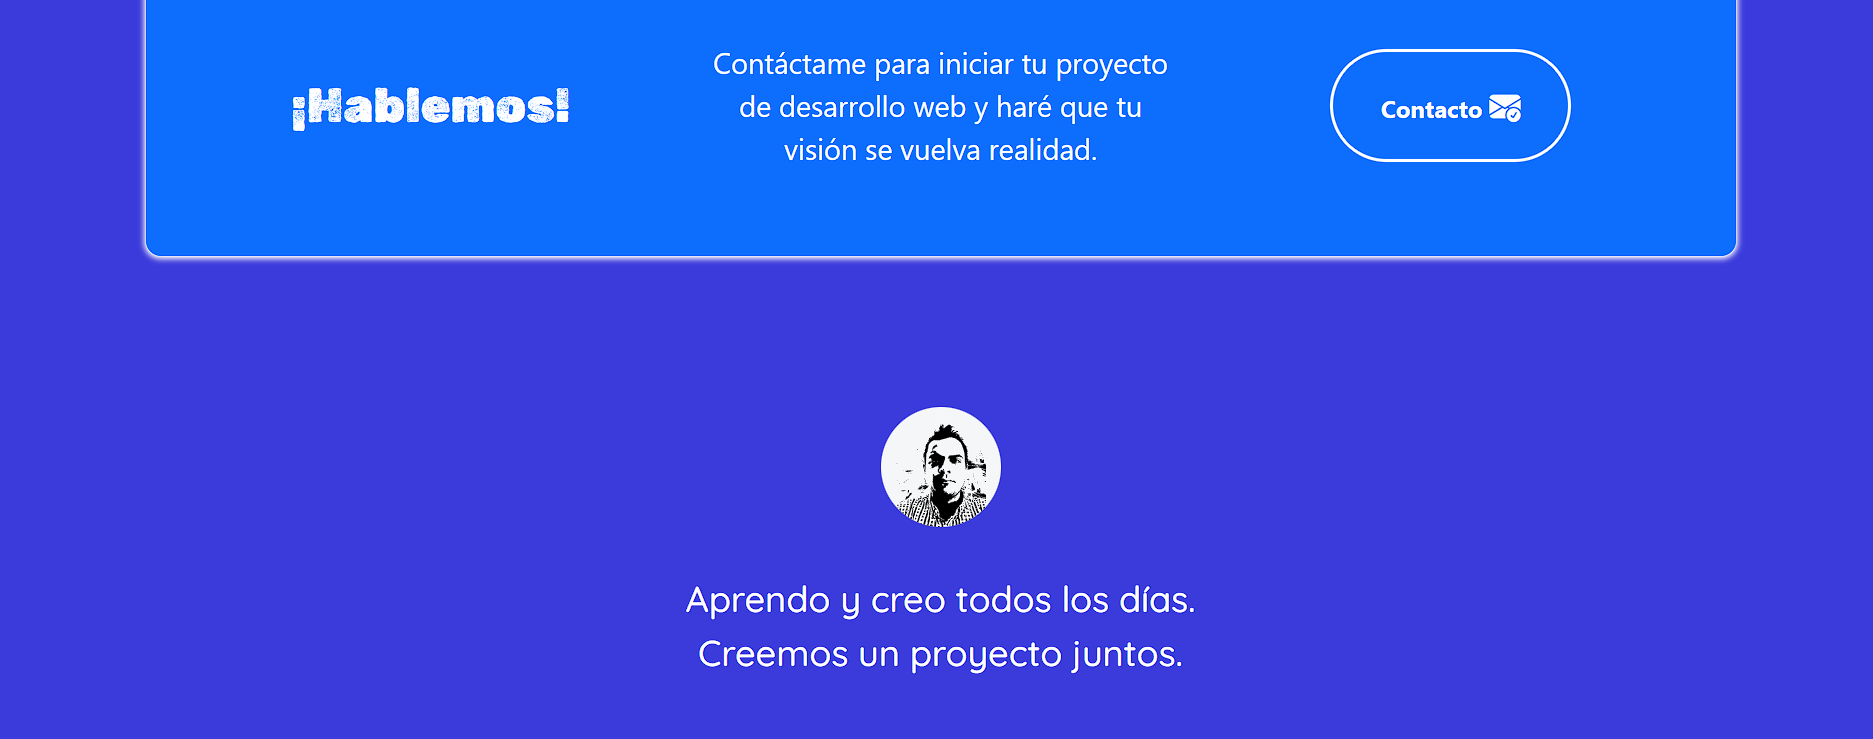 ¡Hablemos!
Contáctame para iniciar tu proyecto
de desarrollo web y haré que tu
visión se vuelva realidad.
Contacto
Aprendo y creo todos los días.
Creemos un proyecto juntos.